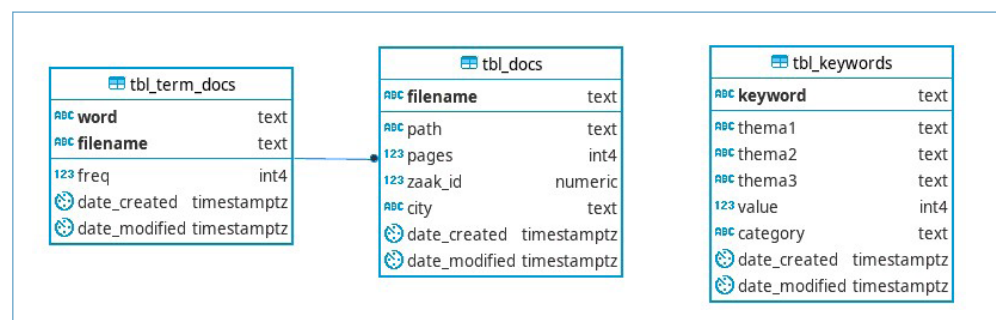 tbl_term_docs
ABC word text
ABC filename text
123 freq int4
date_created timestamptz
date_modified timestamptz
tbl_docs
ABC filename text
ABC path text
123 pages int4
123 zaak_id numeric
ABC city text
date_created timestamptz
date_modified timestamptz
tbl_keywords
ABC keyword text
ABC thema1 text
ABC thema2 text
ABC thema3 text
123 value int4
ABC category text
date_created timestamptz
date_modified timestamptz